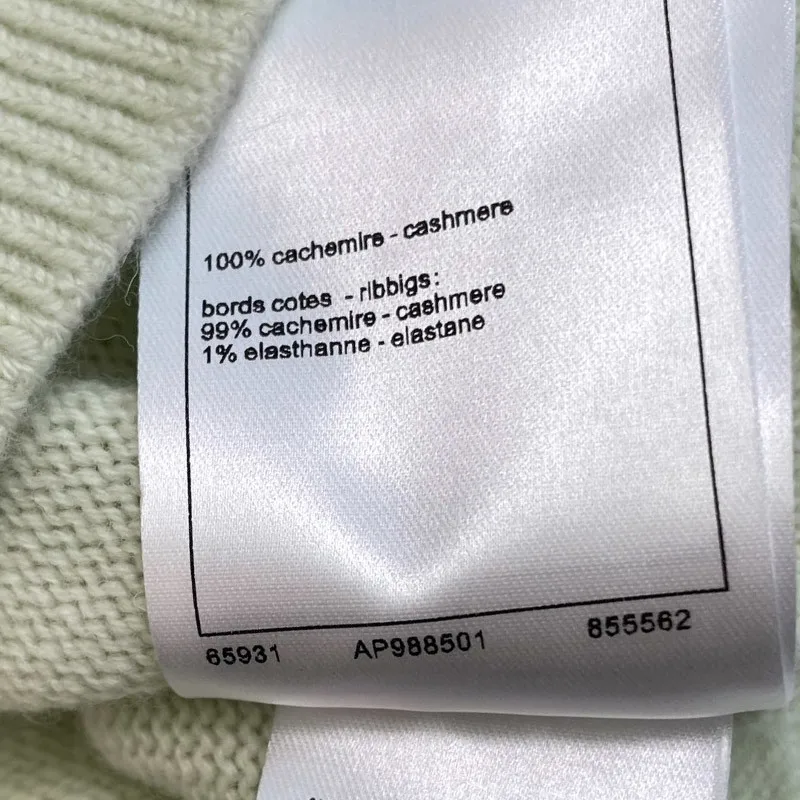 100% cachemire - cashmere
bords cotes - ribbigs:
99% cachemire - cashmere
1% elasthanne - elastane
65931 AP988501 855562